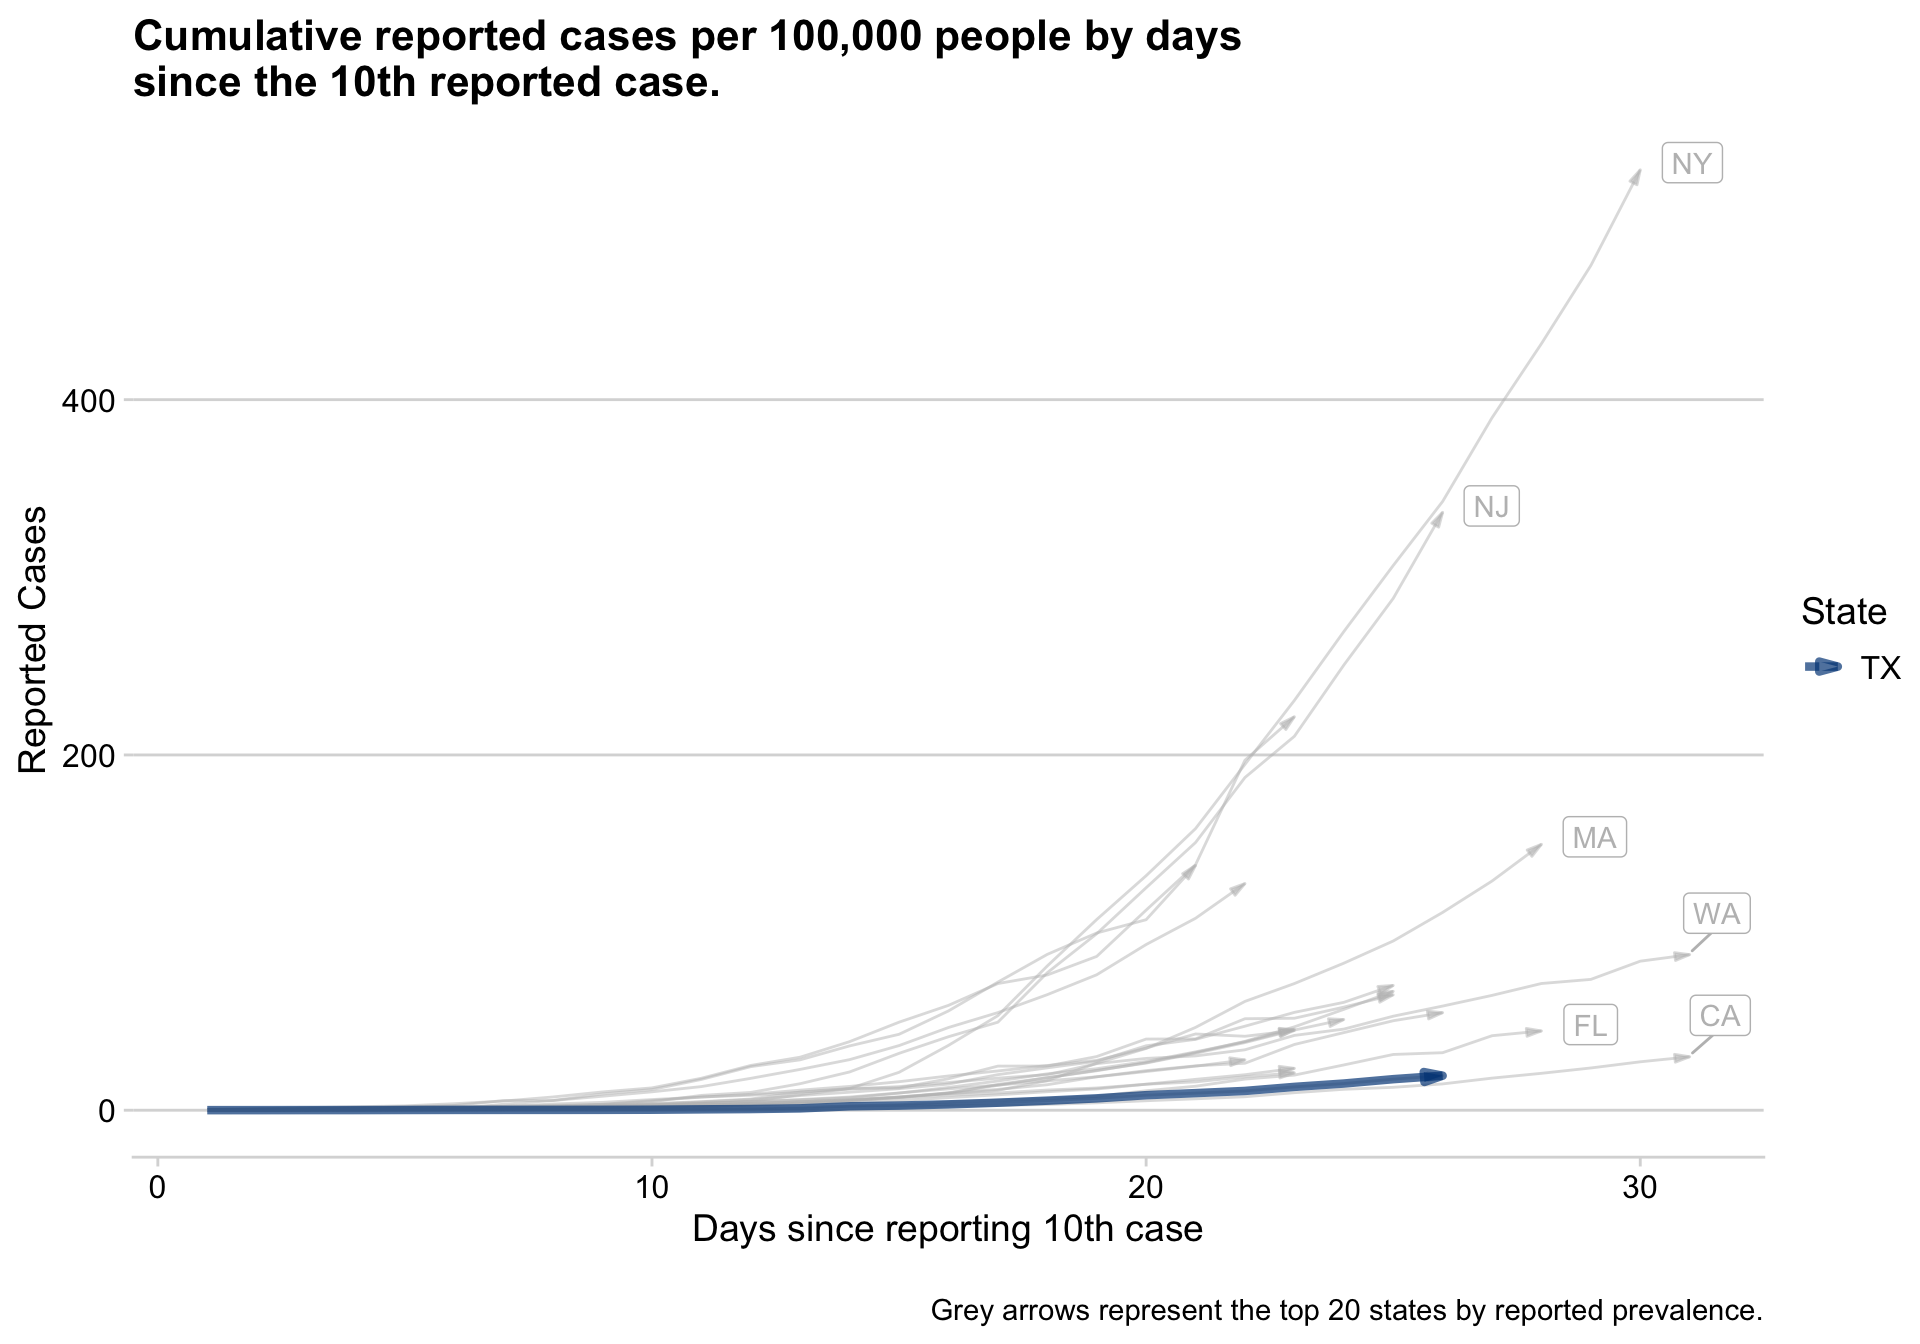 Cumulative reported cases per 100,000 people by days
since the 10th reported case.
NY
400
NJ
Reported Cases
State
TX
200
MA
WA
CA
FL
0
0
10
20
30
Days since reporting 10th case
Grey arrows represent the top 20 states by reported prevalence.